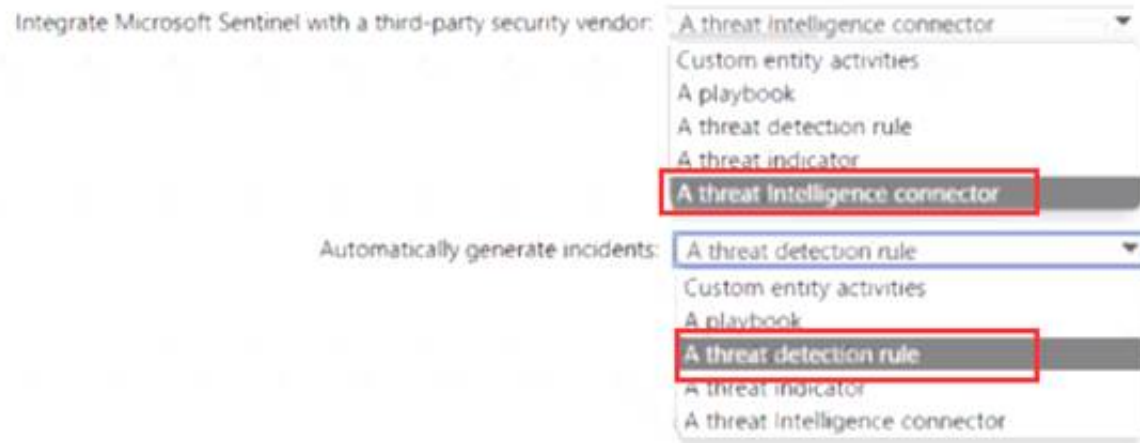 Integrate Microsoft Sentinel with a third-party security vendor: A threat Intelligence connector
Custom entity activities
A playbook
A threat detection rule
A threat indicator
A threat Intelligence connector
Automatically generate incidents: A threat detection rule
Custom entity activities
A playbook
A threat detection rule
A threat indicator
A threat Intelligence connector